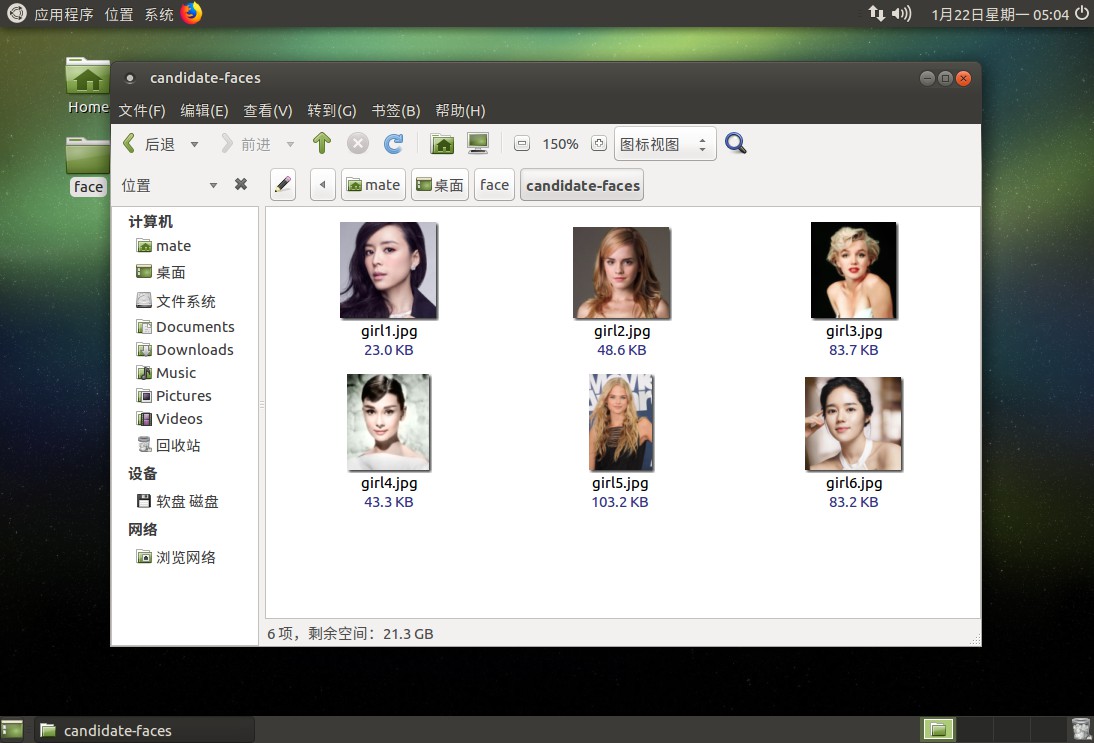 应用程序 位置 系统 1月22日星期一 05:04
Home
face
candidate-faces
文件(F) 编辑(E) 查看(V) 转到(G) 书签(B) 帮助(H)
后退 前进 150% 图标视图
位置 mate 桌面 face candidate-faces
计算机
mate
桌面
文件系统
Documents
Downloads
Music
Pictures
Videos
回收站
设备
软盘 磁盘
网络
浏览网络
girl1.jpg girl2.jpg girl3.jpg
23.0 KB 48.6 KB 83.7 KB
girl4.jpg girl5.jpg girl6.jpg
43.3 KB 103.2 KB 83.2 KB
6 项，剩余空间：21.3 GB
candidate-faces